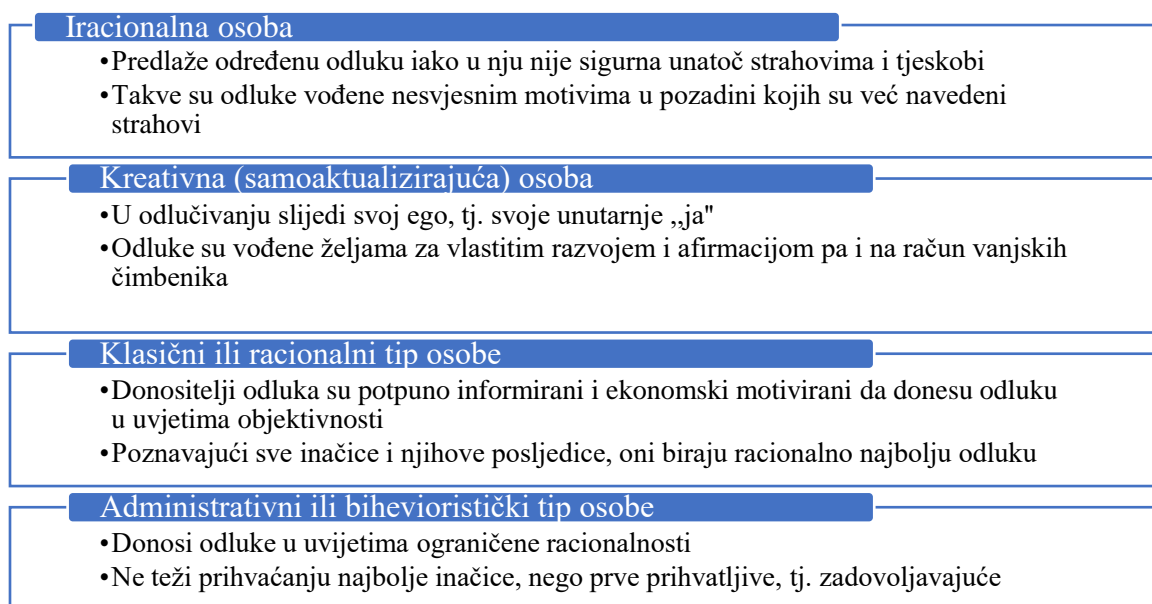 Iracionalna osoba
•Predlaže određenu odluku iako u nju nije sigurna unatoč strahovima i tjeskobi
•Takve su odluke vođene nesvjesnim motivima u pozadini kojih su već navedeni
strahovi
Kreativna (samoaktualizirajuća) osoba
•U odlučivanju slijedi svoj ego, tj. svoje unutarnje ,,ja"
•Odluke su vođene željama za vlastitim razvojem i afirmacijom pa i na račun vanjskih
čimbenika
Klasični ili racionalni tip osobe
•Donositelji odluka su potpuno informirani i ekonomski motivirani da donesu odluku
u uvjetima objektivnosti
•Poznavajući sve inačice i njihove posljedice, oni biraju racionalno najbolju odluku
Administrativni ili bihevioristički tip osobe
•Donosi odluke u uvijetima ograničene racionalnosti
•Ne teži prihvaćanju najbolje inačice, nego prve prihvatljive, tj. zadovoljavajuće